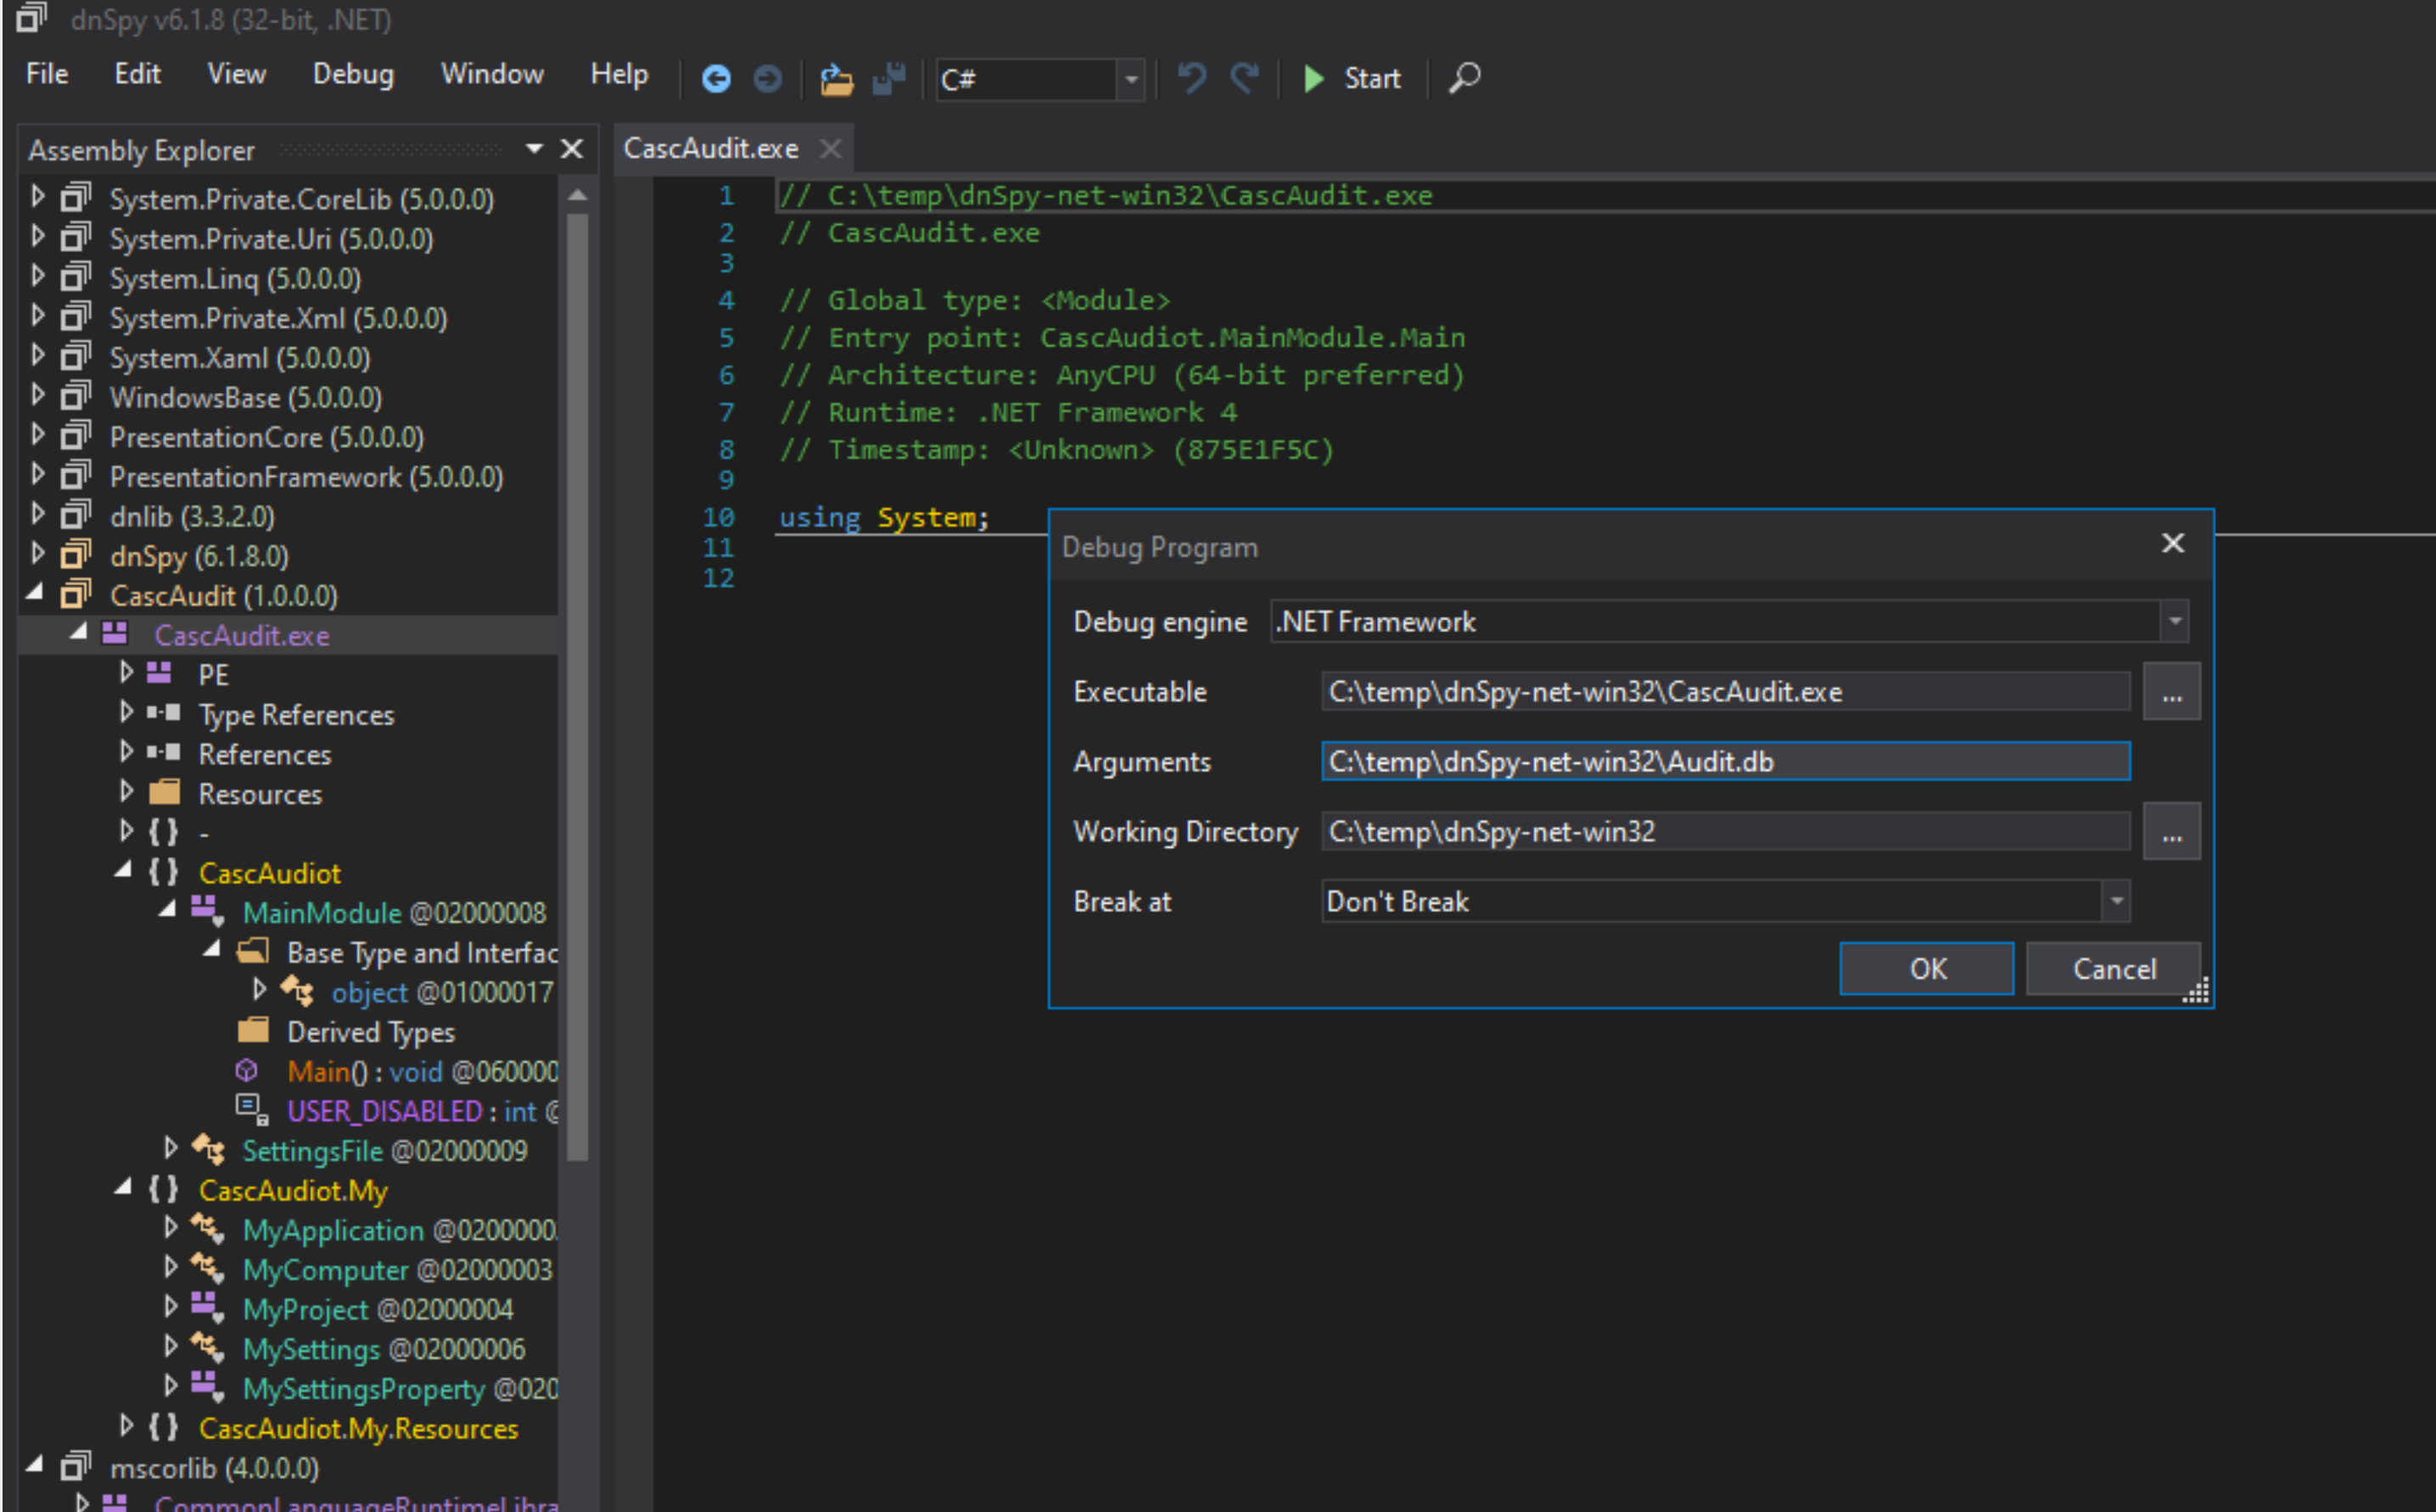 dnSpy v6.1.8 (32-bit, .NET)
File Edit View Debug Window Help C# Start
Assembly Explorer
System.Private.CoreLib (5.0.0.0)
System.Private.Uri (5.0.0.0)
System.Linq (5.0.0.0)
System.Private.Xml (5.0.0.0)
System.Xaml (5.0.0.0)
WindowsBase (5.0.0.0)
PresentationCore (5.0.0.0)
PresentationFramework (5.0.0.0)
dnlib (3.3.2.0)
dnSpy (6.1.8.0)
CascAudit (1.0.0.0)
CascAudit.exe
PE
Type References
References
Resources
{ } -
{ } CascAudiot
MainModule @02000008
Base Type and Interfac
object @01000017
Derived Types
Main() : void @060000
USER_DISABLED : int @
SettingsFile @02000009
{ } CascAudiot.My
MyApplication @0200000
MyComputer @02000003
MyProject @02000004
MySettings @02000006
MySettingsProperty @020
{ } CascAudiot.My.Resources
mscorlib (4.0.0.0)
CommonLanguageRuntimeLibra
CascAudit.exe
1 // C:\temp\dnSpy-net-win32\CascAudit.exe
2 // CascAudit.exe
3
4 // Global type: <Module>
5 // Entry point: CascAudiot.MainModule.Main
6 // Architecture: AnyCPU (64-bit preferred)
7 // Runtime: .NET Framework 4
8 // Timestamp: <Unknown> (875E1F5C)
9
10 using System;
11
12
Debug Program
Debug engine .NET Framework
Executable C:\temp\dnSpy-net-win32\CascAudit.exe ...
Arguments C:\temp\dnSpy-net-win32\Audit.db
Working Directory C:\temp\dnSpy-net-win32 ...
Break at Don't Break
OK Cancel